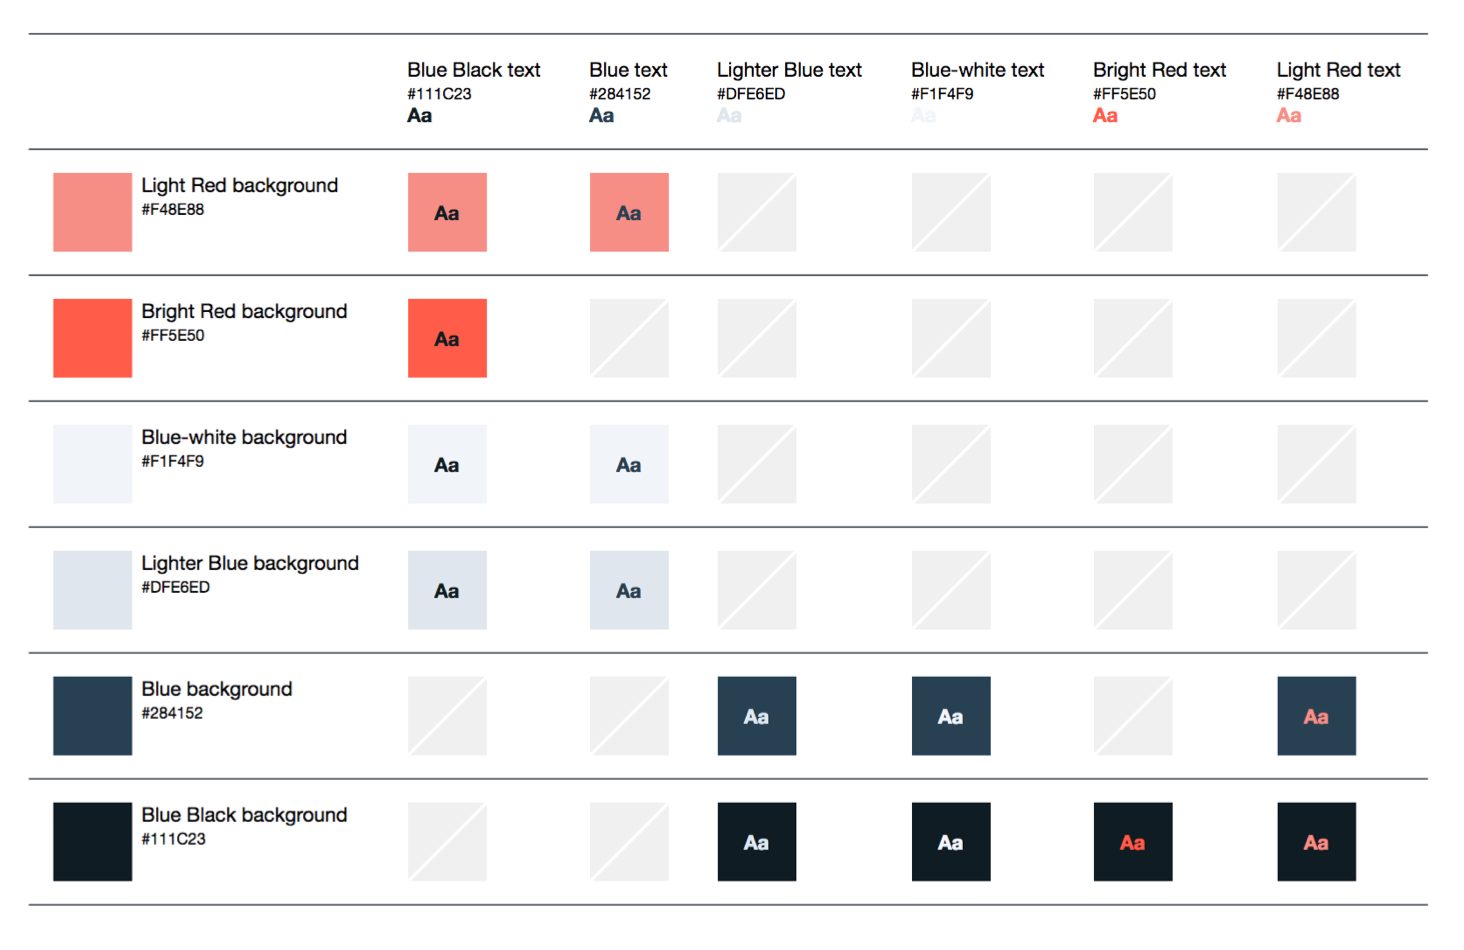 Blue Black text
#111C23
Aa
Blue text
#284152
Aa
Lighter Blue text
#DFE6ED
Aa
Blue-white text
#F1F4F9
Aa
Bright Red text
#FF5E50
Aa
Light Red text
#F48E88
Aa
Light Red background
#F48E88
Aa
Aa
Bright Red background
#FF5E50
Aa
Blue-white background
#F1F4F9
Aa
Aa
Lighter Blue background
#DFE6ED
Aa
Aa
Blue background
#284152
Aa
Aa
Aa
Blue Black background
#111C23
Aa
Aa
Aa
Aa